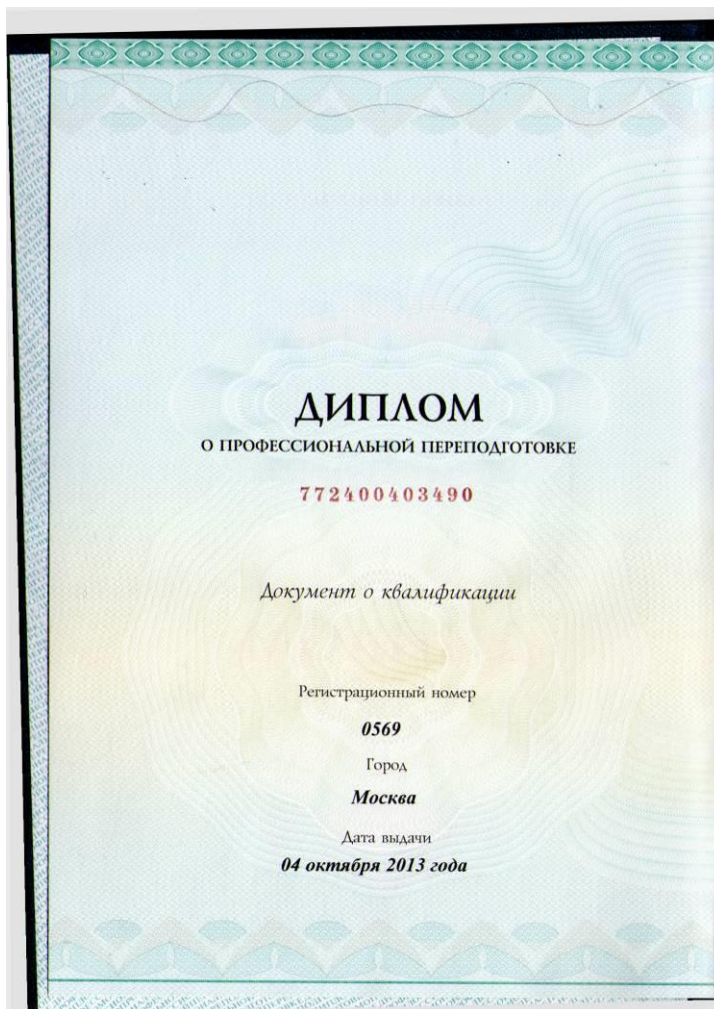 ДИПЛОМ
О ПРОФЕССИОНАЛЬНОЙ ПЕРЕПОДГОТОВКЕ
772400403490
Документ о квалификации
Регистрационный номер
0569
Город
Москва
Дата выдачи
04 октября 2013 года